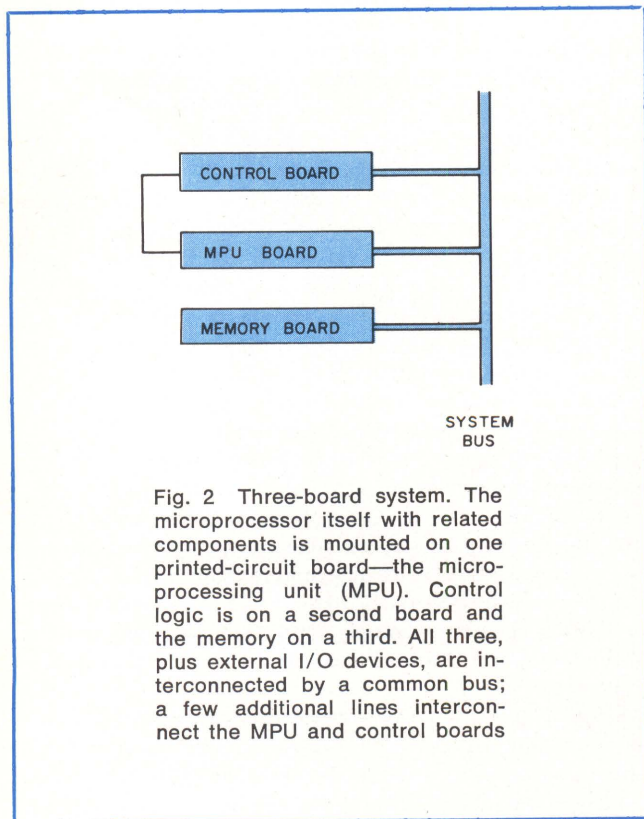 CONTROL BOARD
MPU BOARD
MEMORY BOARD
SYSTEM
BUS
Fig. 2 Three-board system. The
microprocessor itself with related
components is mounted on one
printed-circuit board—the micro-
processing unit (MPU). Control
logic is on a second board and
the memory on a third. All three,
plus external I/O devices, are in-
terconnected by a common bus;
a few additional lines intercon-
nect the MPU and control boards